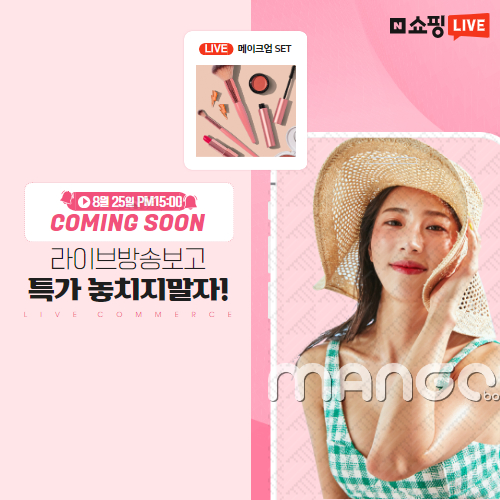 N 쇼핑 LIVE
LIVE 메이크업 SET
8월 25일 PM15:00
COMING SOON
라이브방송보고
특가 놓치지말자!
LIVE COMMERCE
MANGO
bo